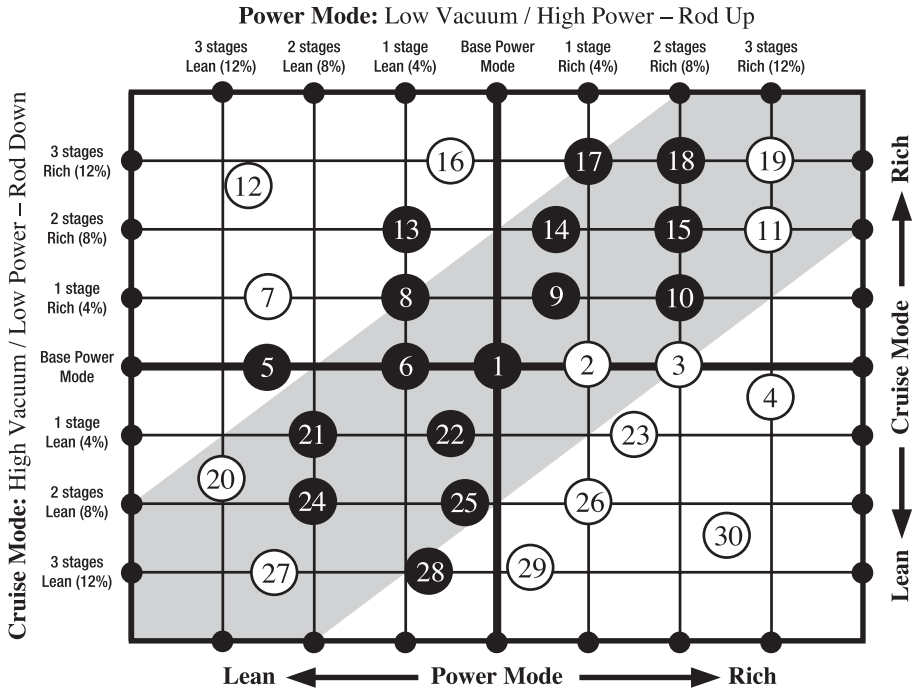 Power Mode: Low Vacuum / High Power – Rod Up
3 stages
Lean (12%)
2 stages
Lean (8%)
1 stage
Lean (4%)
Base Power
Mode
1 stage
Rich (4%)
2 stages
Rich (8%)
3 stages
Rich (12%)
Cruise Mode: High Vacuum / Low Power – Rod Down
3 stages
Rich (12%)
2 stages
Rich (8%)
1 stage
Rich (4%)
Base Power
Mode
1 stage
Lean (4%)
2 stages
Lean (8%)
3 stages
Lean (12%)
16
17
18
19
12
13
14
15
11
7
8
9
10
5
6
1
2
3
4
21
22
23
20
24
25
26
30
27
28
29
Rich
Cruise Mode
Lean
Lean
Power Mode
Rich